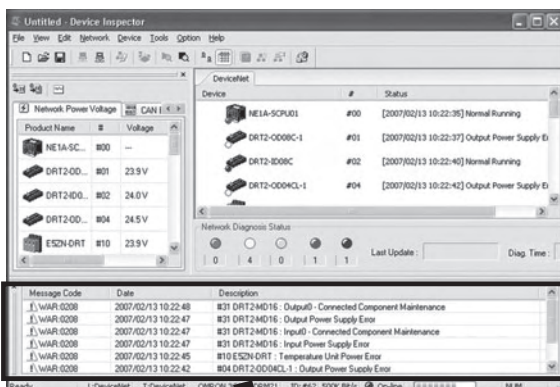 Untitled - Device Inspector
File View Edit Network Device Tools Option Help
DeviceNet
Device # Status
Network Power Voltage CAN
Product Name # Voltage
NE1A-SC... #00 ---
DRT2-OD... #01 23.9 V
DRT2-ID0... #02 24.0 V
DRT2-OD... #04 24.5 V
E5ZN-DRT #10 23.9 V
NE1A-SCPU01 #00 [2007/02/13 10:22:35] Normal Running
DRT2-OD08C-1 #01 [2007/02/13 10:22:37] Output Power Supply E
DRT2-ID08C #02 [2007/02/13 10:22:40] Normal Running
DRT2-OD04CL-1 #04 [2007/02/13 10:22:42] Output Power Supply E
Network Diagnosis Status
0 4 0 1 1 Last Update : Diag. Time :
Message Code Date Description
WAR:0208 2007/02/13 10:22:48 #31 DRT2-MD16 : Output0 - Connected Component Maintenance
WAR:0208 2007/02/13 10:22:47 #31 DRT2-MD16 : Output Power Supply Error
WAR:0208 2007/02/13 10:22:47 #31 DRT2-MD16 : Input0 - Connected Component Maintenance
WAR:0208 2007/02/13 10:22:47 #31 DRT2-MD16 : Input Power Supply Error
WAR:0208 2007/02/13 10:22:45 #10 E5ZN-DRT : Temperature Unit Power Error
WAR:0208 2007/02/13 10:22:42 #04 DRT2-OD04CL-1 : Output Power Supply Error
Ready L:DeviceNet T:DeviceNet OMRON ID:#62 500K Bit/s On-line NUM